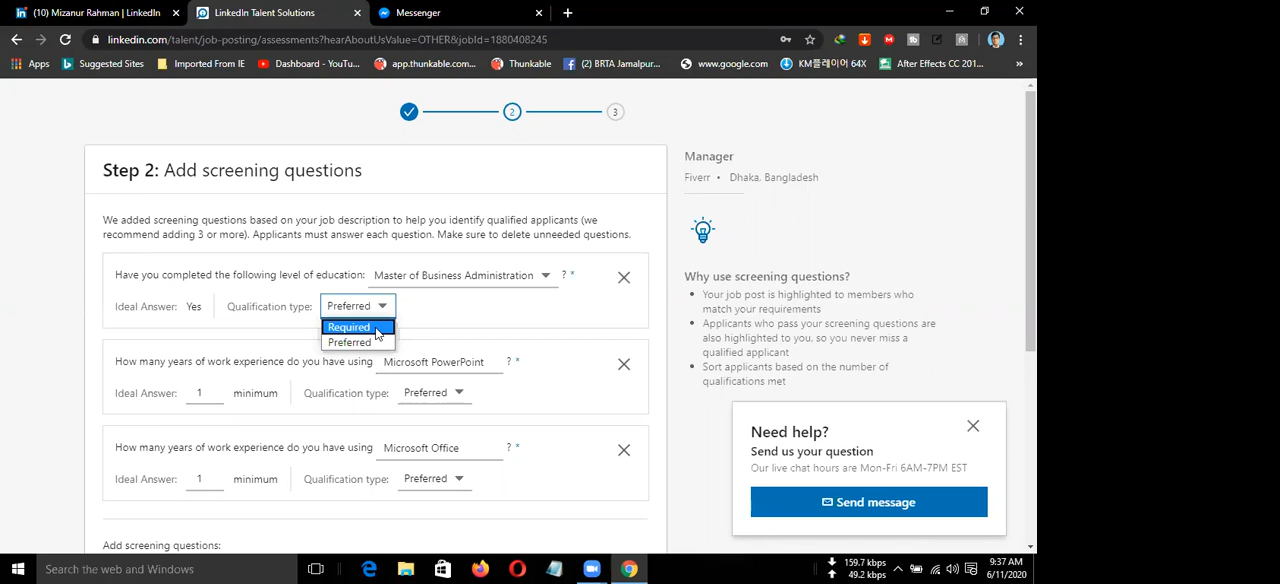 (10) Mizanur Rahman | LinkedIn
LinkedIn Talent Solutions
Messenger
linkedin.com/talent/job-posting/assessments?hearAboutUsValue=OTHER&jobId=1880408245
Apps
Suggested Sites
Imported From IE
Dashboard - YouTu...
app.thunkable.com...
Thunkable
(2) BRTA Jamalpur...
www.google.com
KM플레이어 64X
After Effects CC 201...
»
2
3
Step 2: Add screening questions
We added screening questions based on your job description to help you identify qualified applicants (we
recommend adding 3 or more). Applicants must answer each question. Make sure to delete unneeded questions.
Have you completed the following level of education: Master of Business Administration ? *
Ideal Answer: Yes Qualification type: Preferred
Required
Preferred
How many years of work experience do you have using Microsoft PowerPoint ? *
Ideal Answer: 1 minimum Qualification type: Preferred
How many years of work experience do you have using Microsoft Office ? *
Ideal Answer: 1 minimum Qualification type: Preferred
Add screening questions:
Manager
Fiverr • Dhaka, Bangladesh
Why use screening questions?
• Your job post is highlighted to members who
match your requirements
• Applicants who pass your screening questions are
also highlighted to you, so you never miss a
qualified applicant
• Sort applicants based on the number of
qualifications met
Need help?
Send us your question
Our live chat hours are Mon-Fri 6AM-7PM EST
Send message
Search the web and Windows
159.7 kbps
49.2 kbps
9:37 AM
6/11/2020